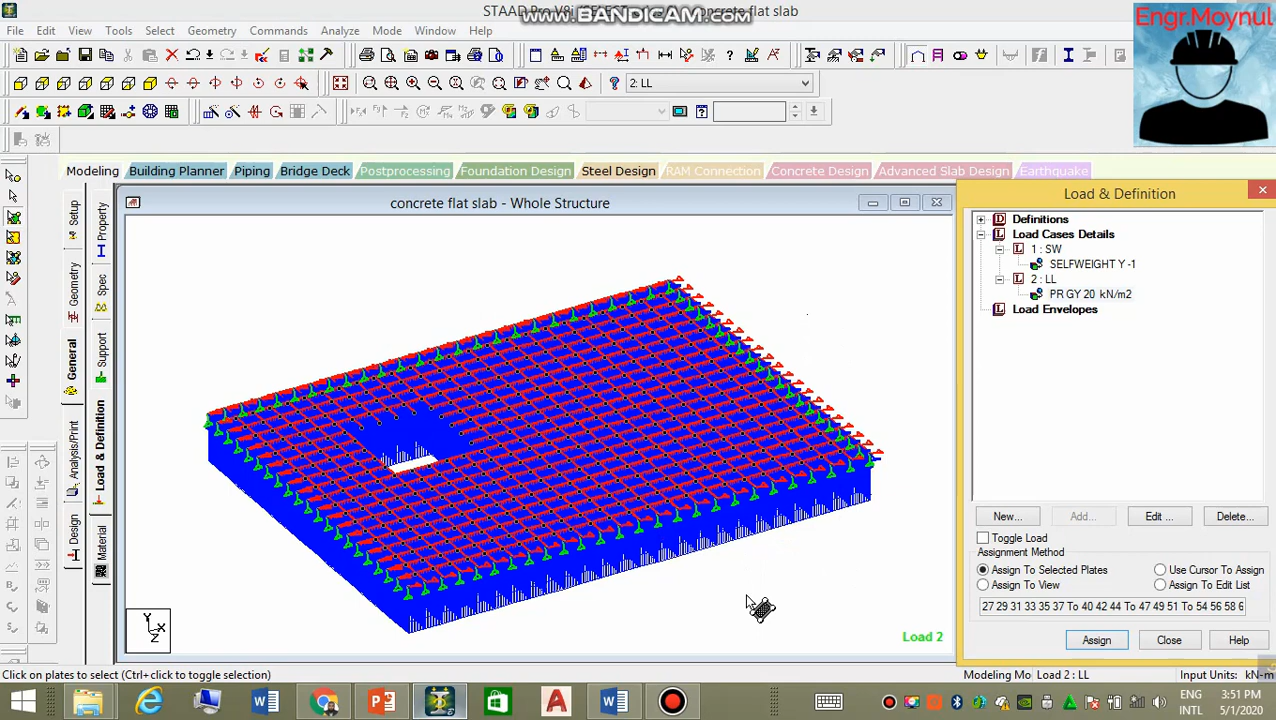 STAAD.Pro V8i (SELECT
www.BANDICAM.com
concrete flat slab
Engr.Moynul
File Edit View Tools Select Geometry Commands Analyze Mode Window Help
2: LL
Modeling Building Planner Piping Bridge Deck Postprocessing Foundation Design Steel Design RAM Connection Concrete Design Advanced Slab Design Earthquake
Setup
Geometry
General
Analysis/Print
Design
Property
Spec
Support
Load & Definition
Material
concrete flat slab - Whole Structure
Y
X
Z
Load 2
Load & Definition
Definitions
Load Cases Details
1 : SW
SELFWEIGHT Y -1
2 : LL
PR GY 20 kN/m2
Load Envelopes
New... Add... Edit ... Delete...
Toggle Load
Assignment Method
Assign To Selected Plates Use Cursor To Assign
Assign To View Assign To Edit List
27 29 31 33 35 37 To 40 42 44 To 47 49 51 To 54 56 58 6
Assign Close Help
Click on plates to select (Ctrl+click to toggle selection)
Modeling Mo Load 2 : LL Input Units: kN-m
ENG
INTL
3:51 PM
5/1/2020